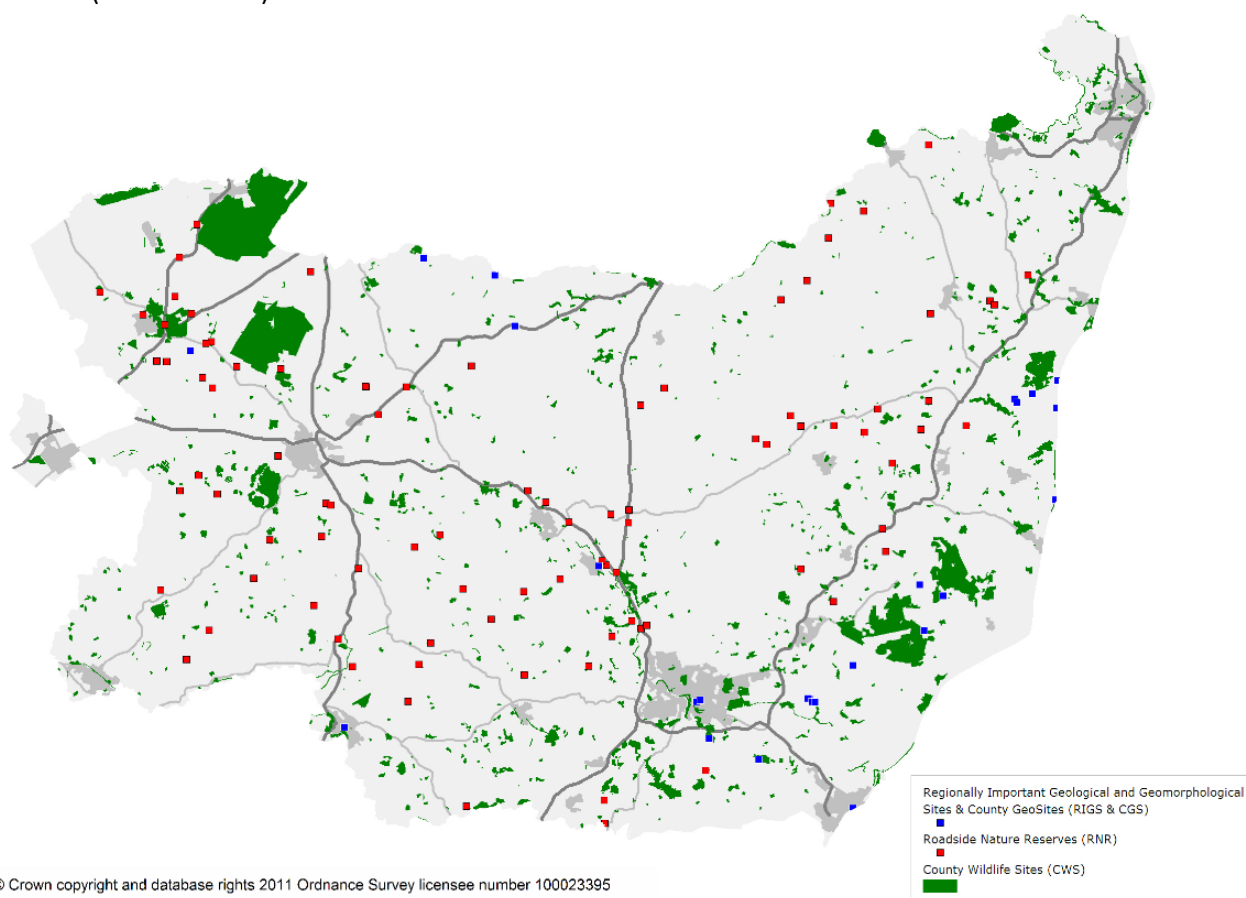 Regionally Important Geological and Geomorphological
Sites & County GeoSites (RIGS & CGS)
Roadside Nature Reserves (RNR)
County Wildlife Sites (CWS)
© Crown copyright and database rights 2011 Ordnance Survey licensee number 100023395